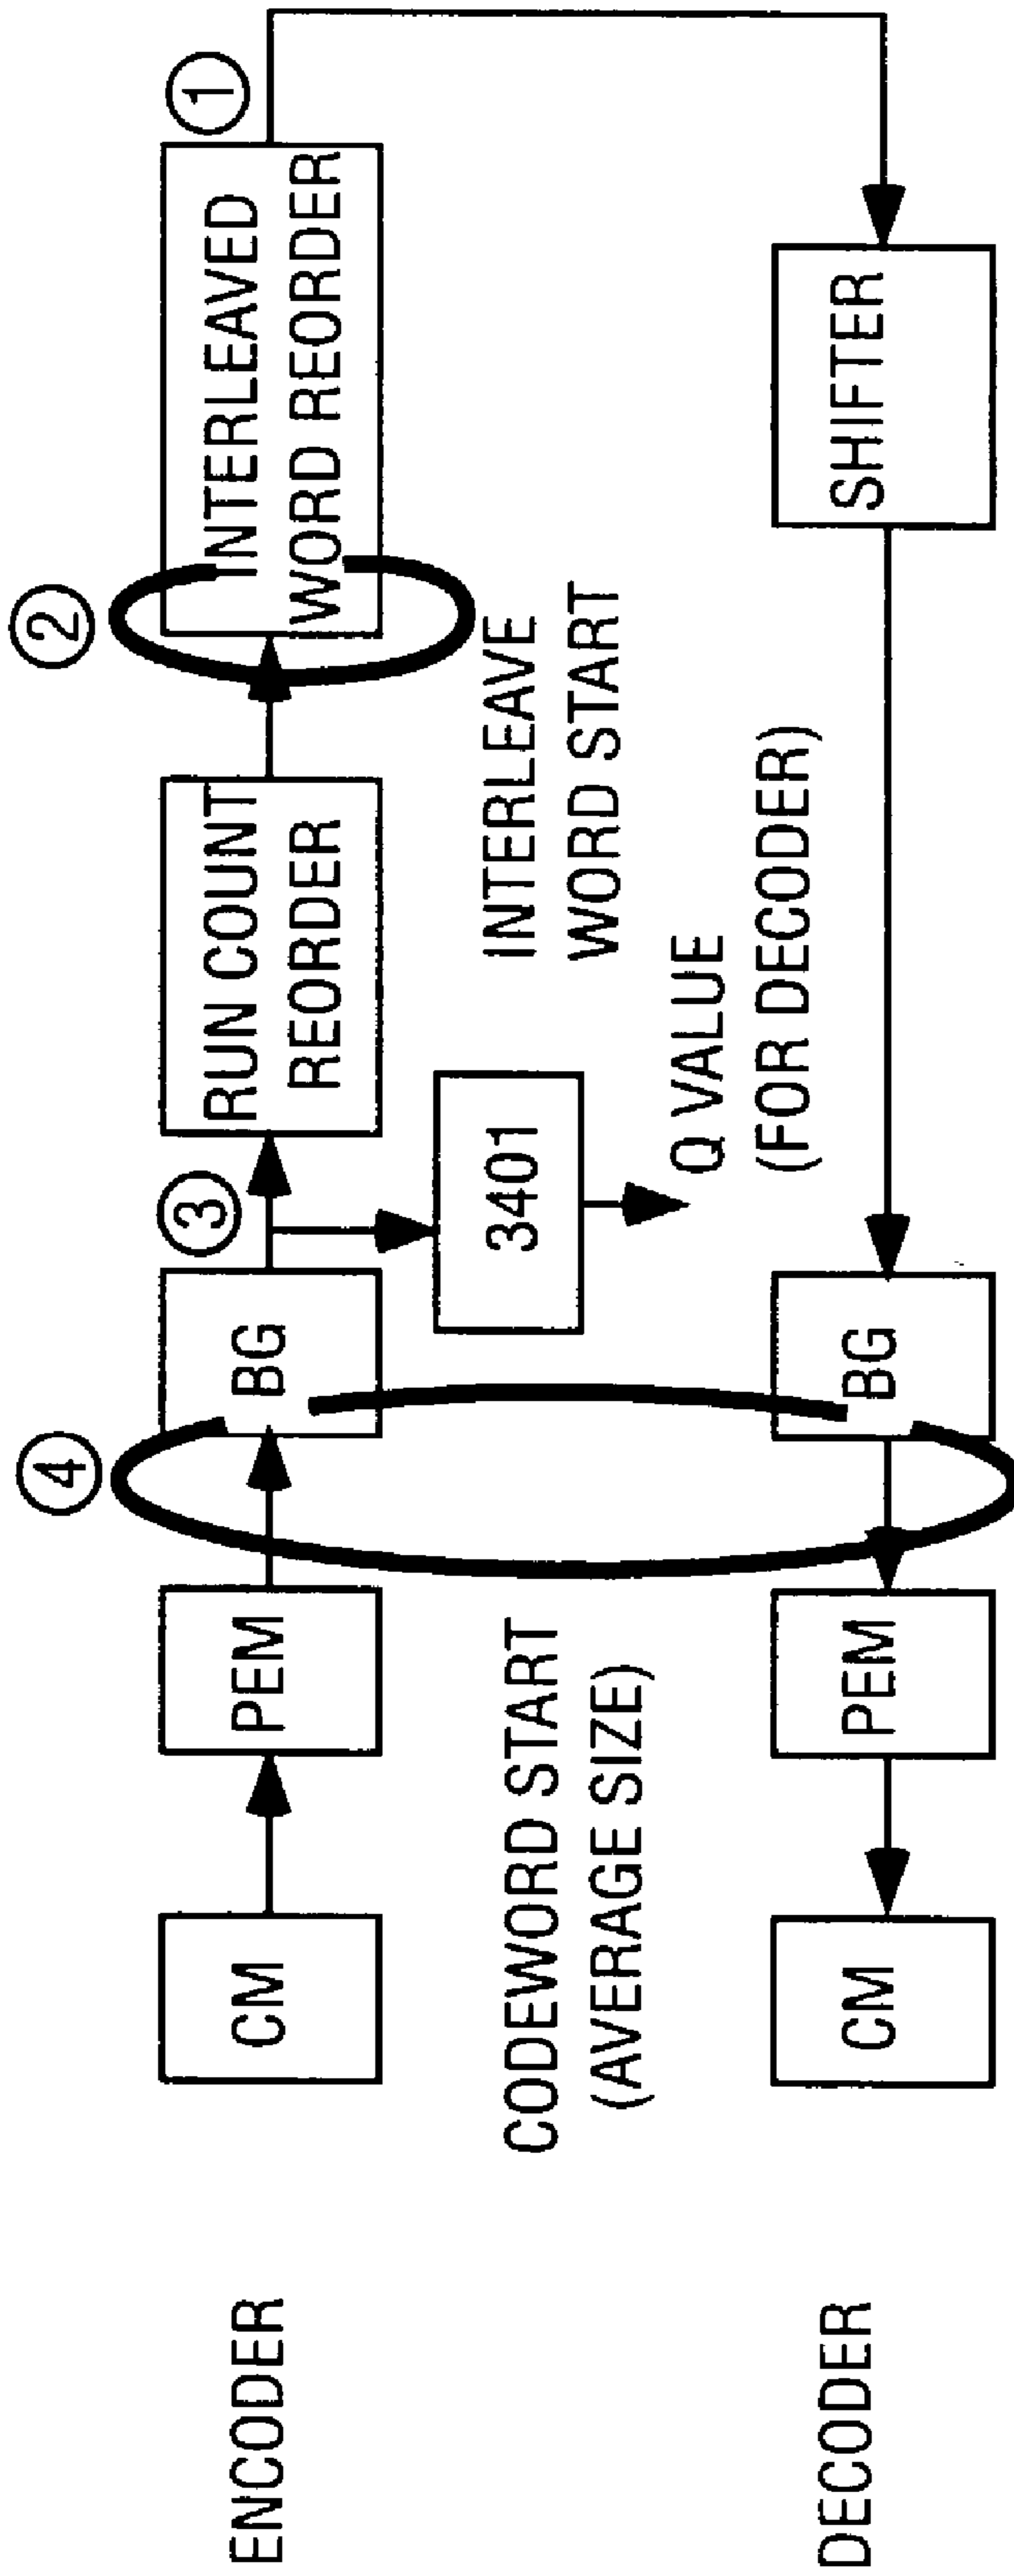 ENCODER
CM
PEM
④
BG
③
RUN COUNT
REORDER
②
INTERLEAVED
WORD REORDER
①
3401
INTERLEAVE
WORD START
Q VALUE
(FOR DECODER)
CODEWORD START
(AVERAGE SIZE)
DECODER
CM
PEM
BG
SHIFTER